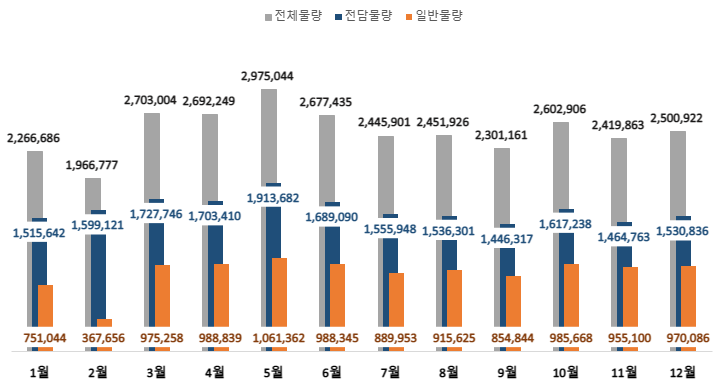 전체물량 전담물량 일반물량
2,266,686 1,966,777 2,703,004 2,692,249 2,975,044 2,677,435 2,445,901 2,451,926 2,301,161 2,602,906 2,419,863 2,500,922
1,515,642 1,599,121 1,727,746 1,703,410 1,913,682 1,689,090 1,555,948 1,536,301 1,446,317 1,617,238 1,464,763 1,530,836
751,044 367,656 975,258 988,839 1,061,362 988,345 889,953 915,625 854,844 985,668 955,100 970,086
1월 2월 3월 4월 5월 6월 7월 8월 9월 10월 11월 12월